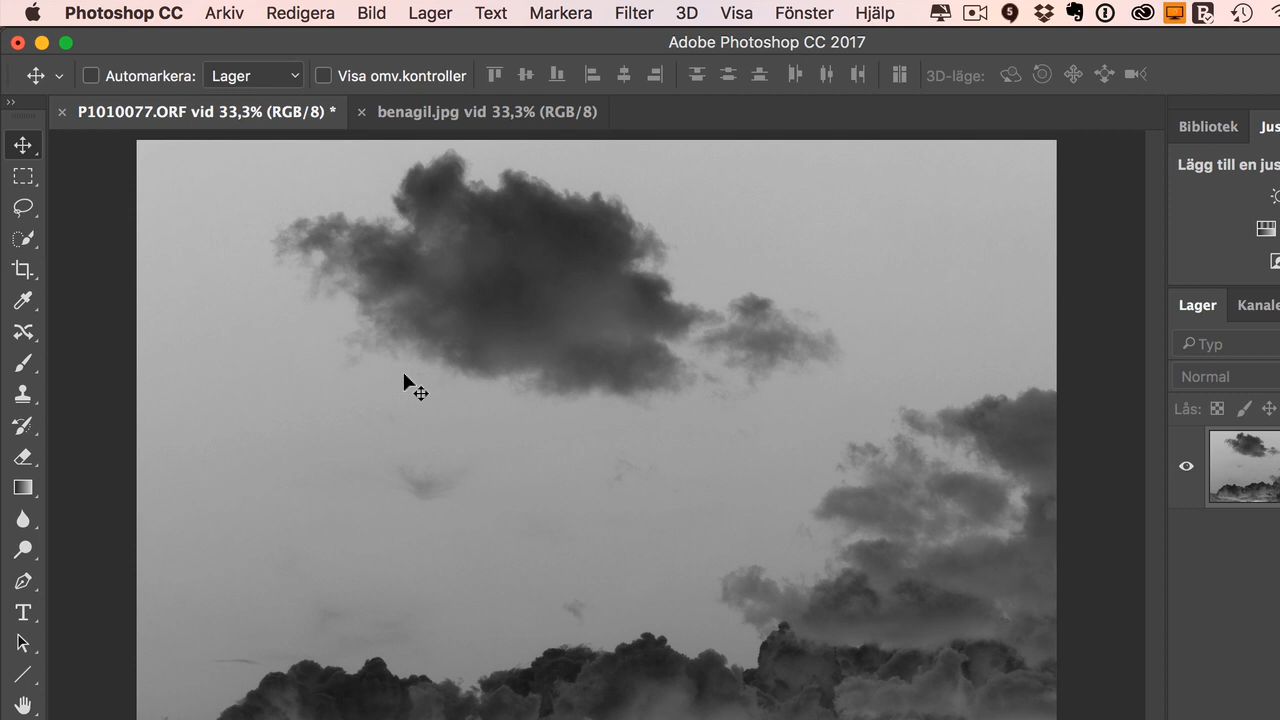 Photoshop CC Arkiv Redigera Bild Lager Text Markera Filter 3D Visa Fönster Hjälp
Adobe Photoshop CC 2017
Automarkera: Lager Visa omv.kontroller 3D-läge:
P1010077.ORF vid 33,3% (RGB/8) * benagil.jpg vid 33,3% (RGB/8)
Bibliotek Jus
Lägg till en jus
Lager Kanale
Typ
Normal
Lås: